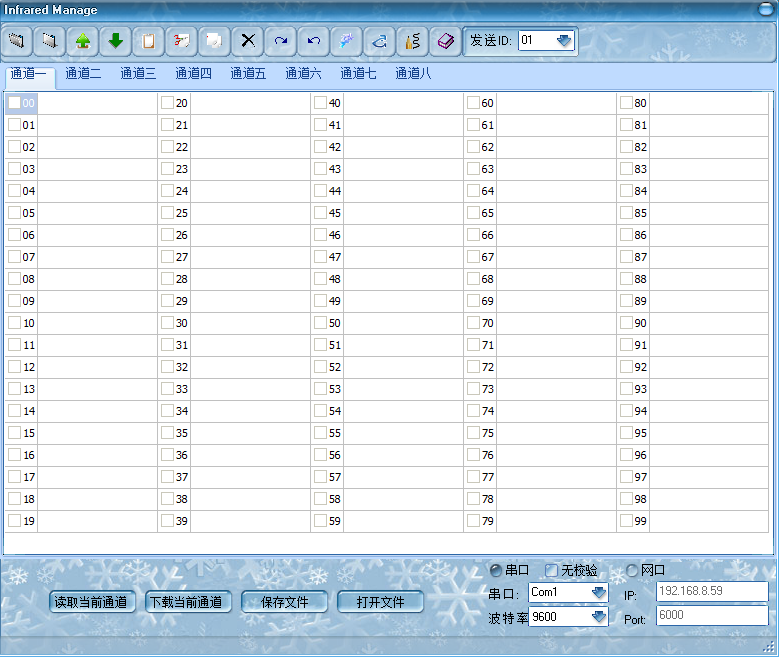 Infrared Manage
发送ID: 01
通道一 通道二 通道三 通道四 通道五 通道六 通道七 通道八
00 20 40 60 80
01 21 41 61 81
02 22 42 62 82
03 23 43 63 83
04 24 44 64 84
05 25 45 65 85
06 26 46 66 86
07 27 47 67 87
08 28 48 68 88
09 29 49 69 89
10 30 50 70 90
11 31 51 71 91
12 32 52 72 92
13 33 53 73 93
14 34 54 74 94
15 35 55 75 95
16 36 56 76 96
17 37 57 77 97
18 38 58 78 98
19 39 59 79 99
串口 无校验 网口
读取当前通道 下载当前通道 保存文件 打开文件
串口: Com1 IP: 192.168.8.59
波特率 9600 Port: 6000